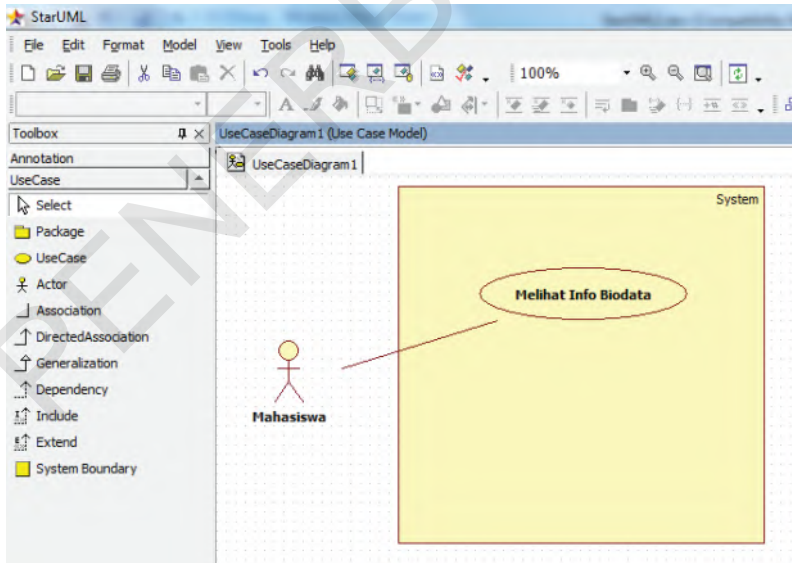 StarUML
File Edit Format Model View Tools Help
100%
Toolbox
UseCaseDiagram1 (Use Case Model)
Annotation
UseCase
UseCaseDiagram1
Select
Package
UseCase
Actor
Association
DirectedAssociation
Generalization
Dependency
Include
Extend
System Boundary
System
Melihat Info Biodata
Mahasiswa
PENERB